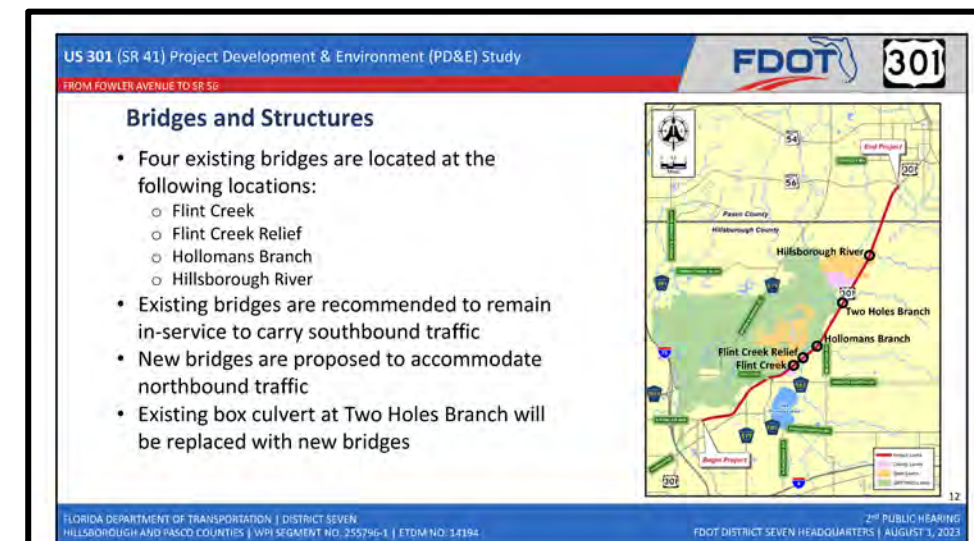 US 301 (SR 41) Project Development & Environment (PD&E) Study
FROM FOWLER AVENUE TO SR 56
FDOT
301
Bridges and Structures
• Four existing bridges are located at the
following locations:
o Flint Creek
o Flint Creek Relief
o Hollomans Branch
o Hillsborough River
• Existing bridges are recommended to remain
in-service to carry southbound traffic
• New bridges are proposed to accommodate
northbound traffic
• Existing box culvert at Two Holes Branch will
be replaced with new bridges
54
End Project
301
56
Pasco County
Hillsborough County
Hillsborough River
301
Two Holes Branch
Hollomans Branch
Flint Creek Relief
Flint Creek
Begin Project
301
12
FLORIDA DEPARTMENT OF TRANSPORTATION | DISTRICT SEVEN
HILLSBOROUGH AND PASCO COUNTIES | WPI SEGMENT NO. 255796-1 | ETDM NO. 14194
2ND PUBLIC HEARING
FDOT DISTRICT SEVEN HEADQUARTERS | AUGUST 1, 2023